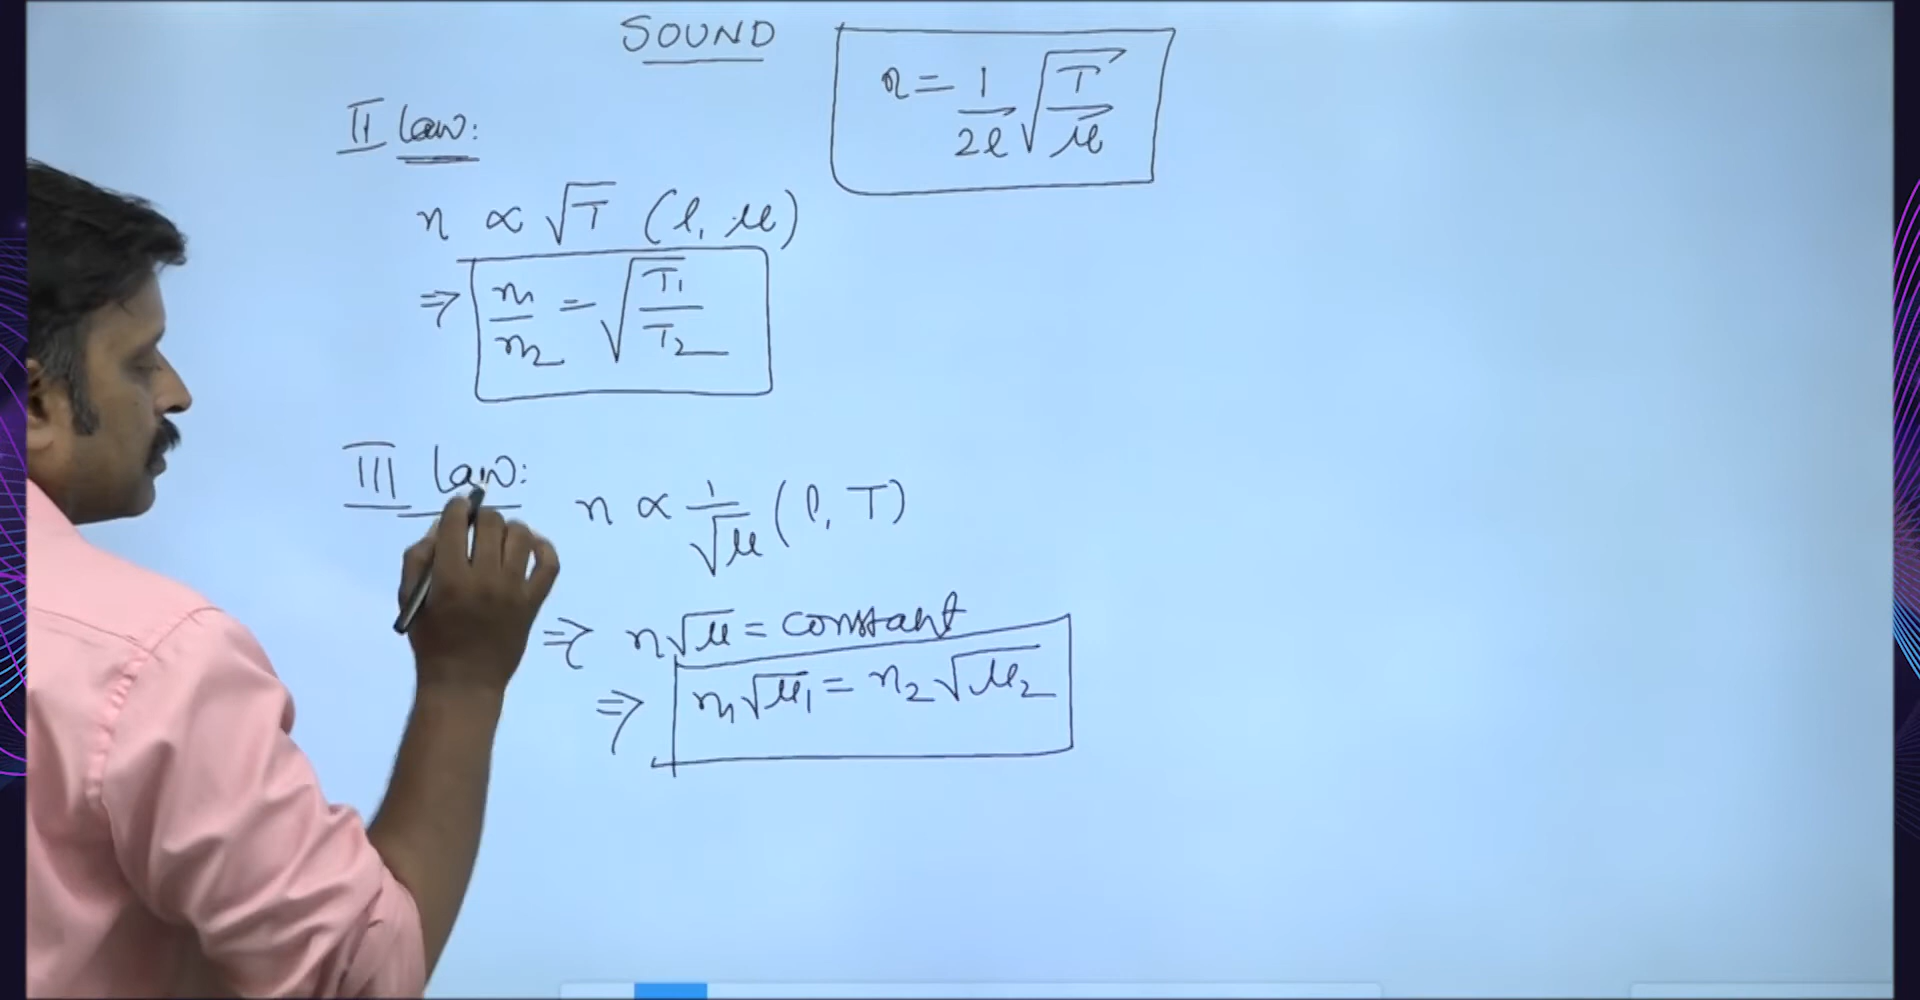 SOUND
n = 1/2l √T/μ
II law:
n ∝ √T (l, μ)
⇒ n1/n2 = √T1/T2
III law:
n ∝ 1/√μ (l, T)
⇒ n√μ = constant
⇒ n1√μ1 = n2√μ2